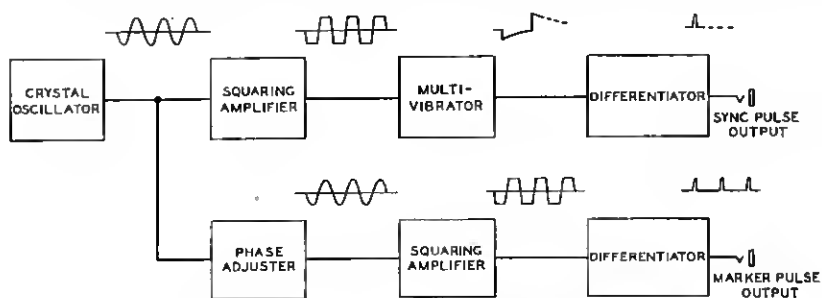 CRYSTAL
OSCILLATOR
SQUARING
AMPLIFIER
MULTI-
VIBRATOR
DIFFERENTIATOR
SYNC PULSE
OUTPUT
PHASE
ADJUSTER
SQUARING
AMPLIFIER
DIFFERENTIATOR
MARKER PULSE
OUTPUT